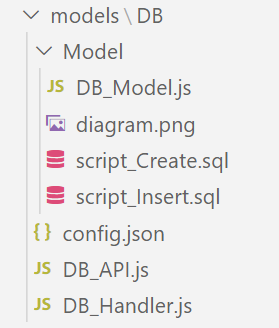 models \ DB
Model
JS DB_Model.js
diagram.png
script_Create.sql
script_Insert.sql
{ } config.json
JS DB_API.js
JS DB_Handler.js